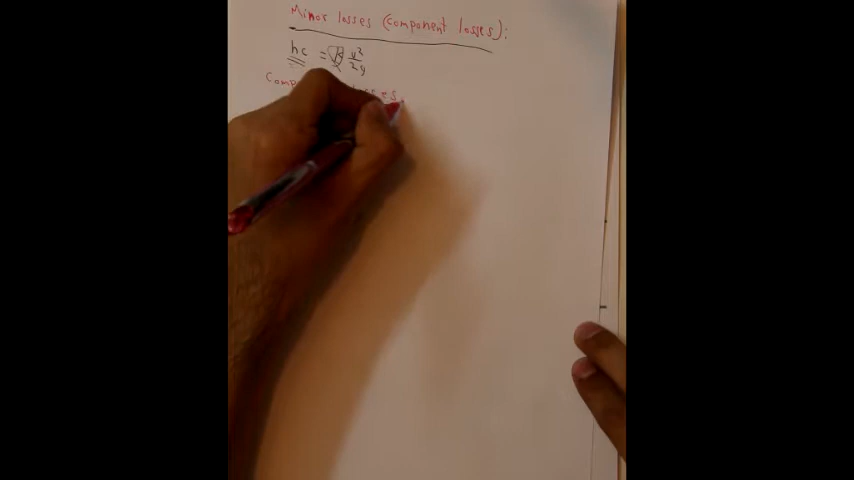 Minor losses (component losses):
hc = k v²/2g